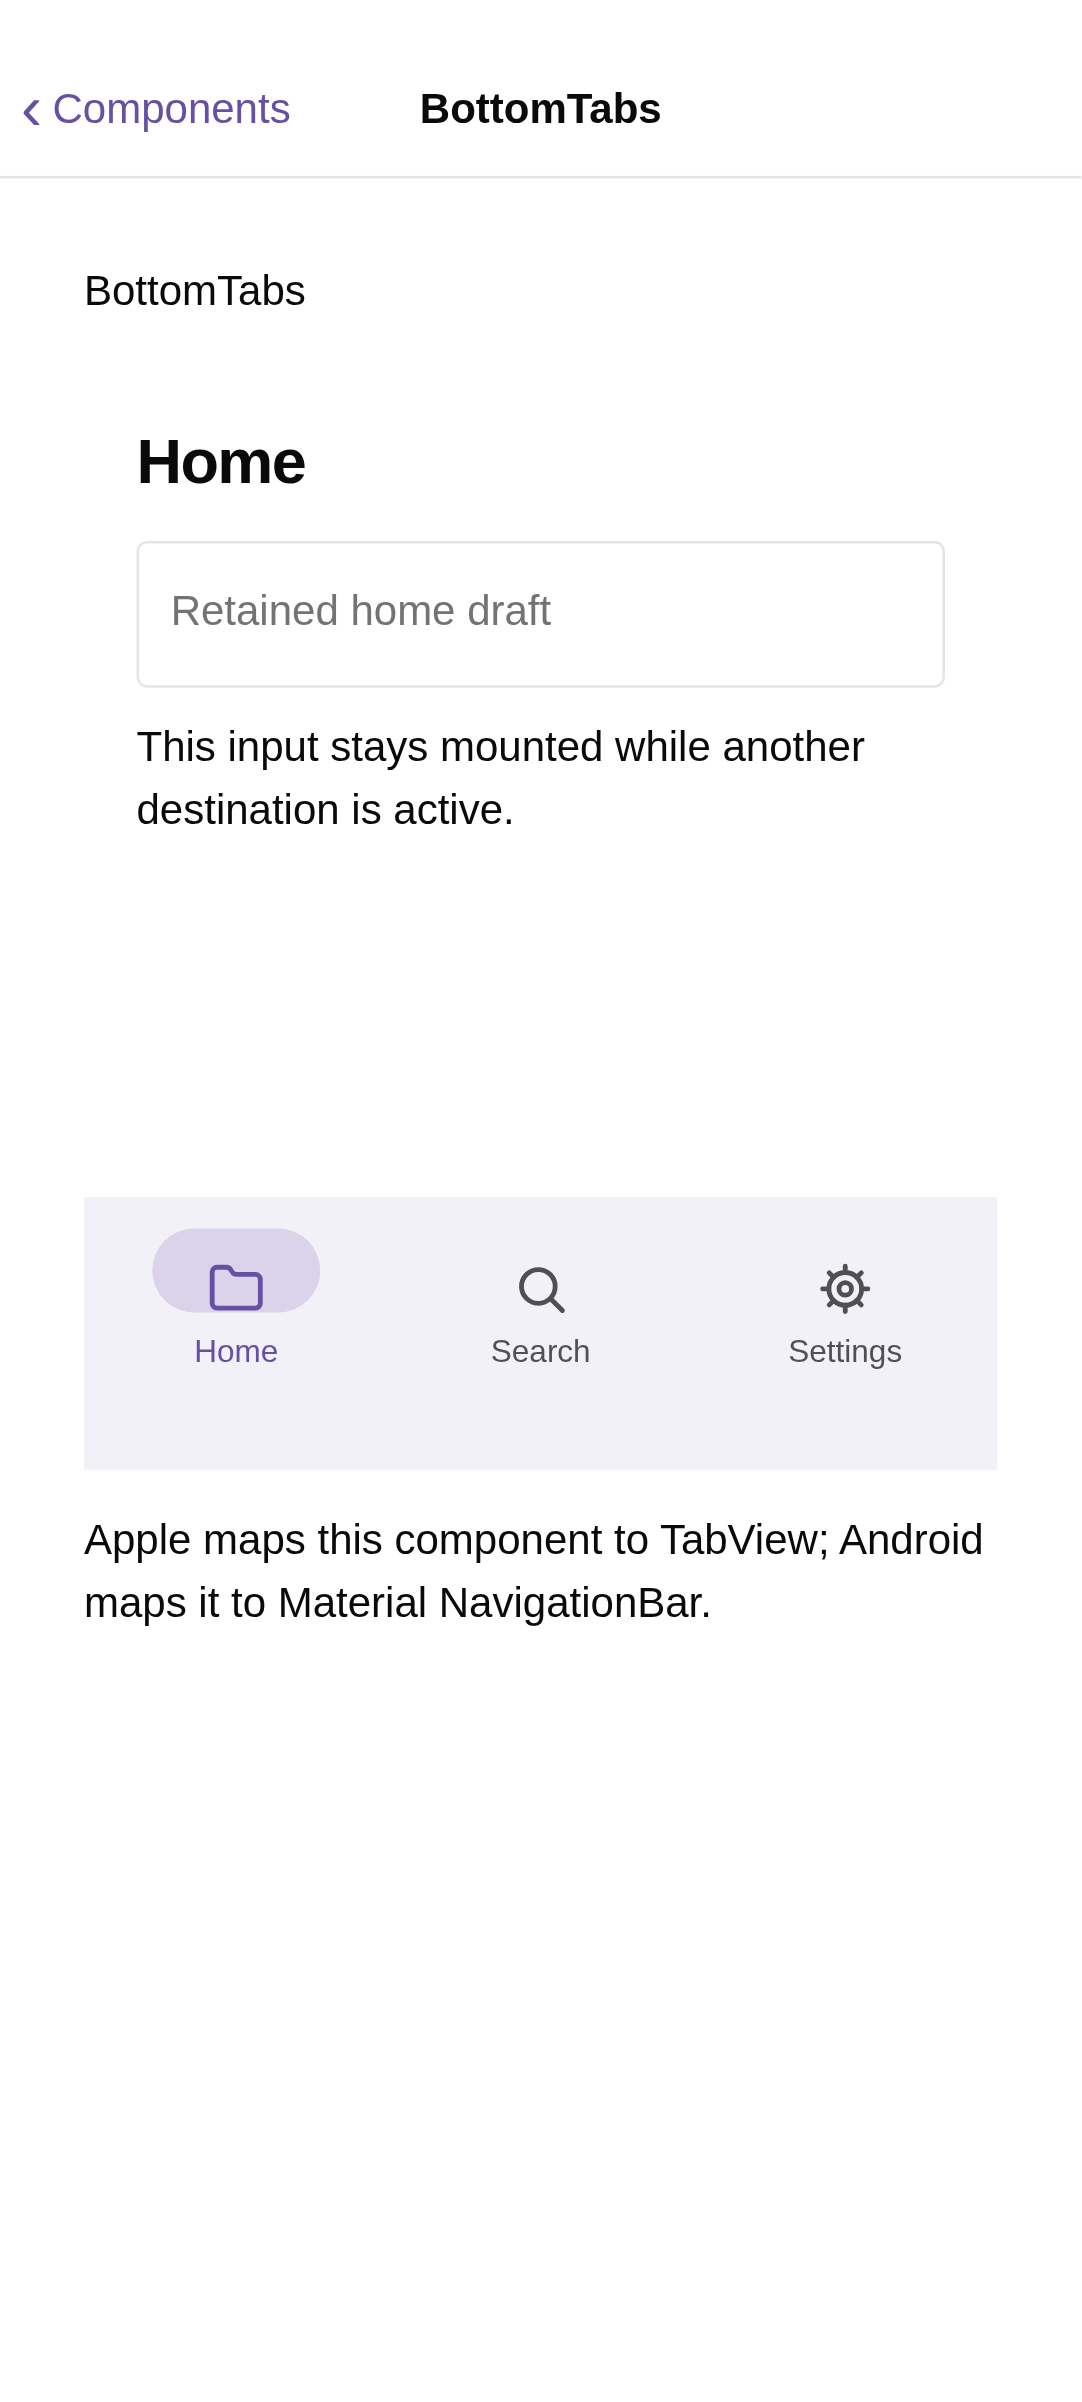 Components
BottomTabs
BottomTabs
Home
Retained home draft
This input stays mounted while another
destination is active.
Home
Search
Settings
Apple maps this component to TabView; Android
maps it to Material NavigationBar.